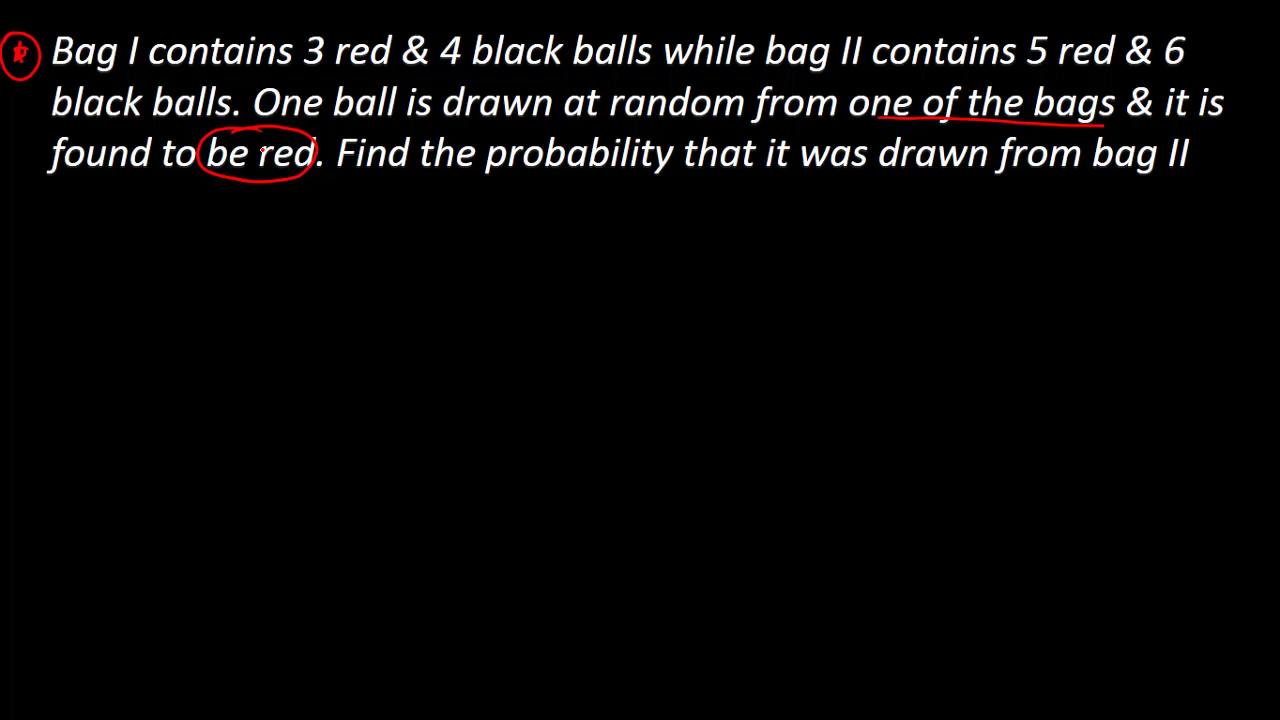 Bag I contains 3 red & 4 black balls while bag II contains 5 red & 6
black balls. One ball is drawn at random from one of the bags & it is
found to be red. Find the probability that it was drawn from bag II